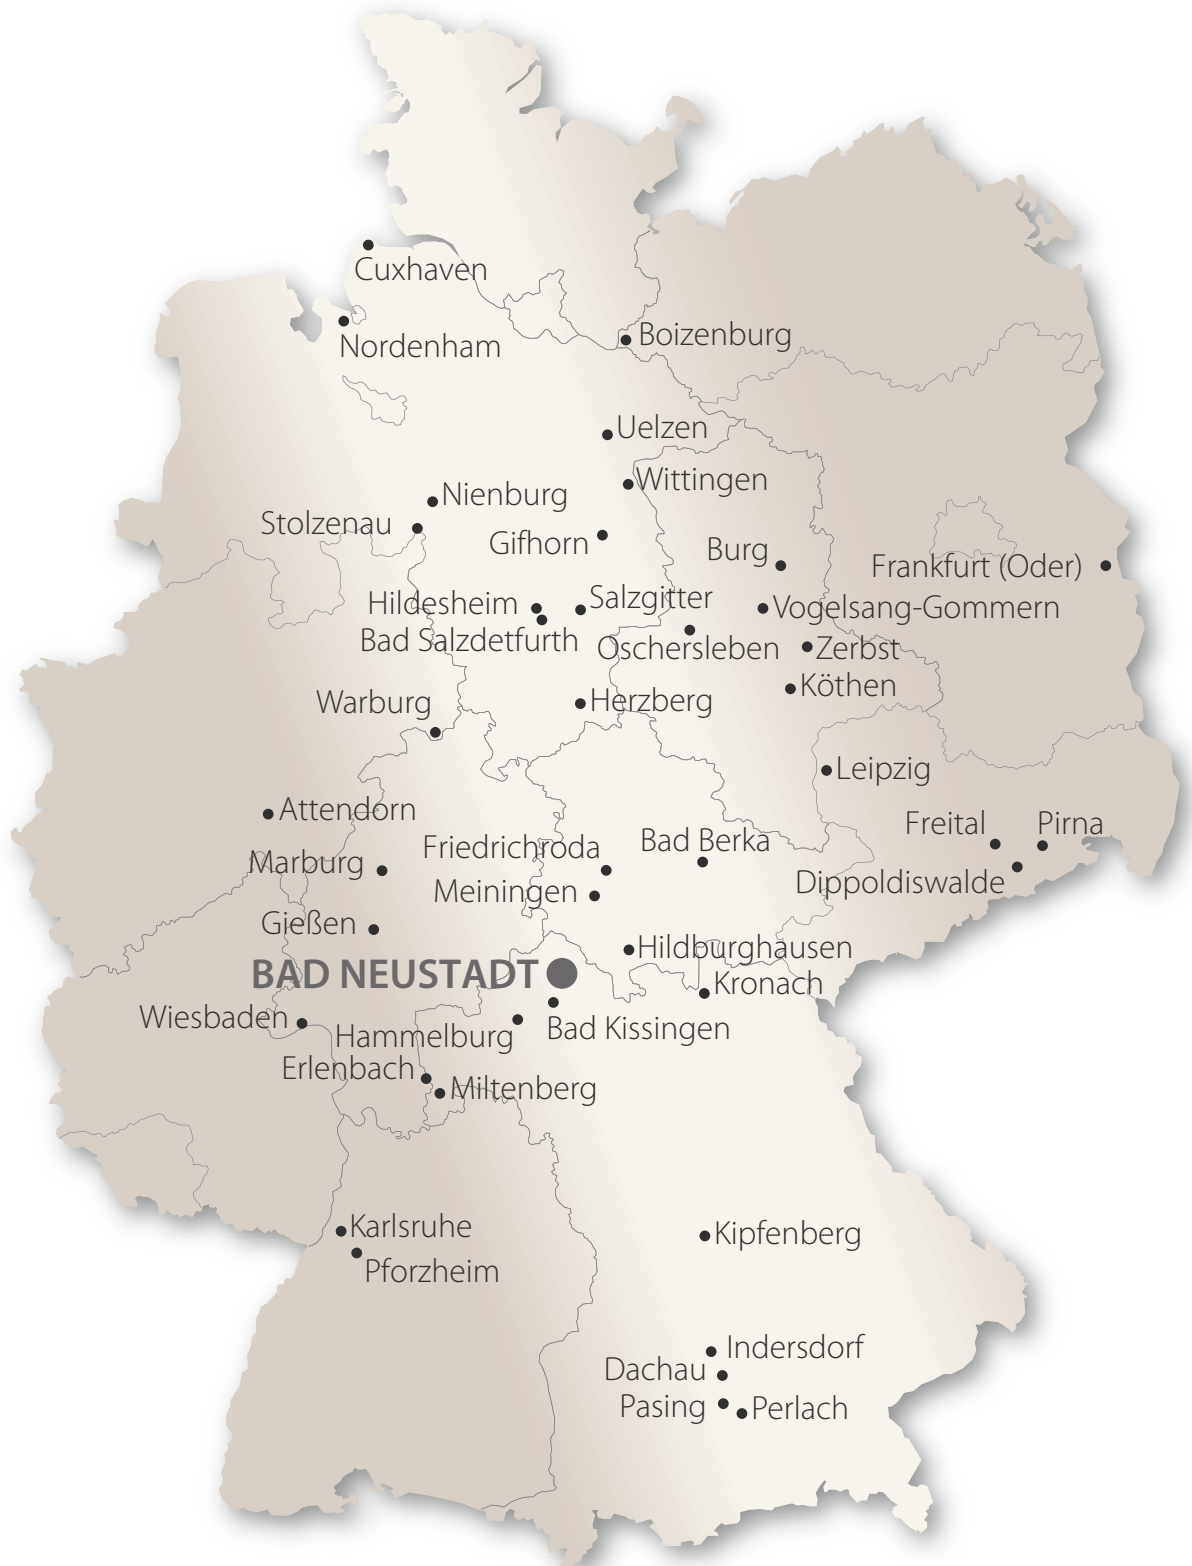 Cuxhaven
Nordenham
Boizenburg
Uelzen
Wittingen
Nienburg
Stolzenau
Gifhorn
Burg
Frankfurt (Oder)
Hildesheim
Salzgitter
Vogelsang-Gommern
Bad Salzdetfurth
Oschersleben
Zerbst
Köthen
Warburg
Herzberg
Leipzig
Attendorn
Freital
Pirna
Bad Berka
Friedrichroda
Marburg
Meiningen
Dippoldiswalde
Gießen
Hildburghausen
BAD NEUSTADT
Kronach
Wiesbaden
Hammelburg
Bad Kissingen
Erlenbach
Miltenberg
Karlsruhe
Kipfenberg
Pforzheim
Indersdorf
Dachau
Pasing
Perlach